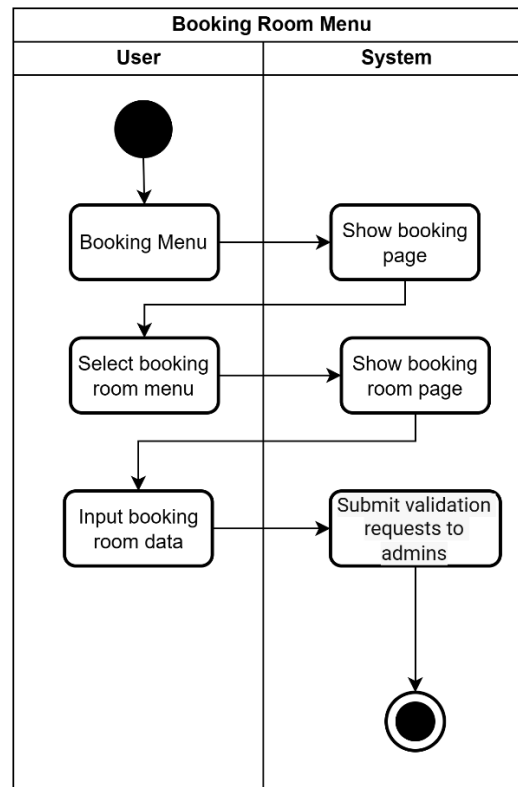 Booking Room Menu
User
System
Booking Menu
Show booking
page
Select booking
room menu
Show booking
room page
Input booking
room data
Submit validation
requests to
admins